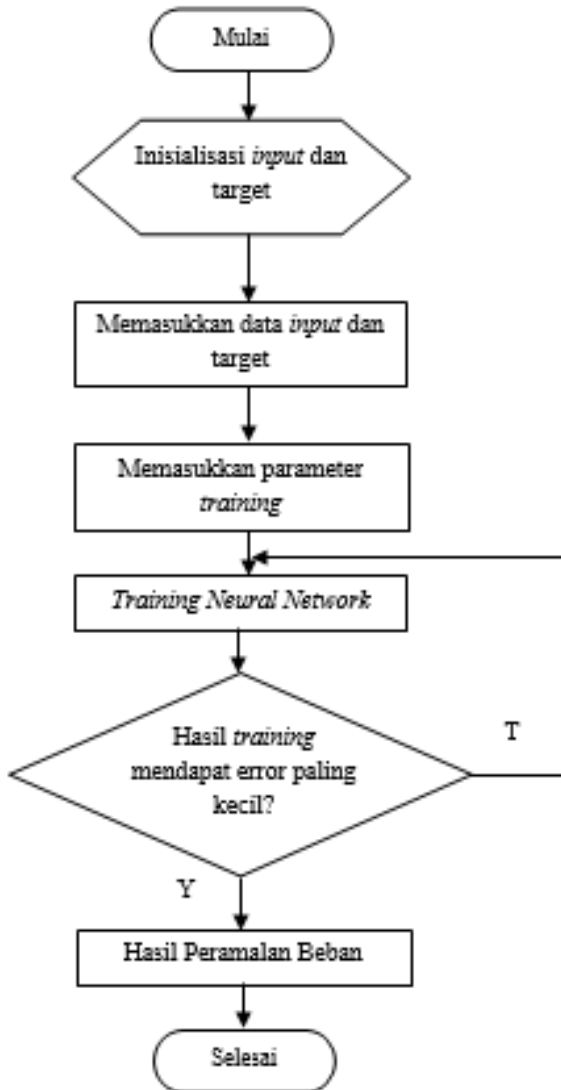 Mulai
Inisialisasi input dan
target
Memasukkan data input dan
target
Memasukkan parameter
training
Training Neural Network
Hasil training
mendapat error paling
kecil?
T
Y
Hasil Peramalan Beban
Selesai